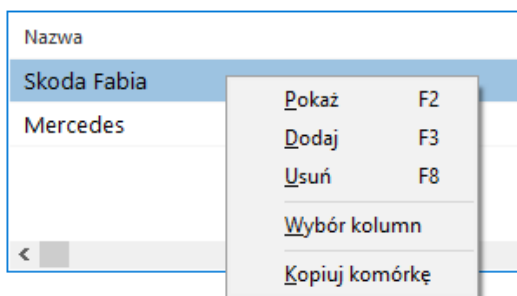 Nazwa
Skoda Fabia
Mercedes
Pokaż F2
Dodaj F3
Usuń F8
Wybór kolumn
Kopiuj komórkę